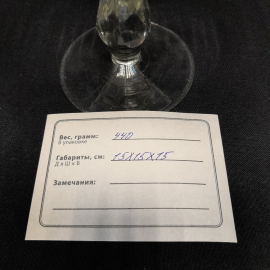 Вес, грамм: 440
В упаковке
Габариты, см: 15х15х15
Д х Ш х В
Замечания: